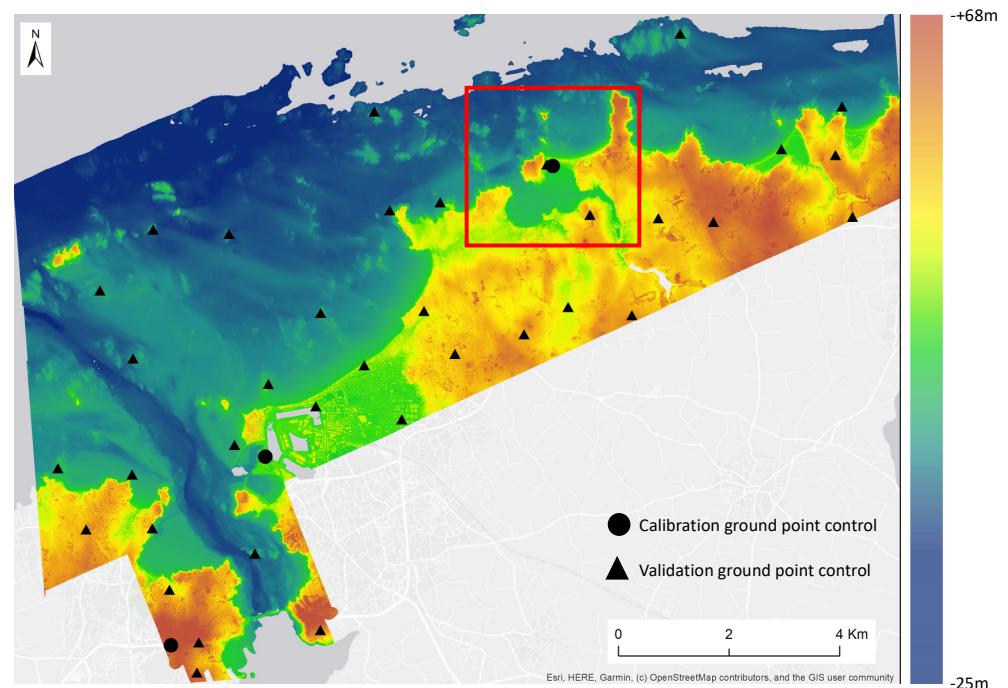 N
-+68m
Calibration ground point control
Validation ground point control
0 2 4 Km
Esri, HERE, Garmin, (c) OpenStreetMap contributors, and the GIS user community
-25m